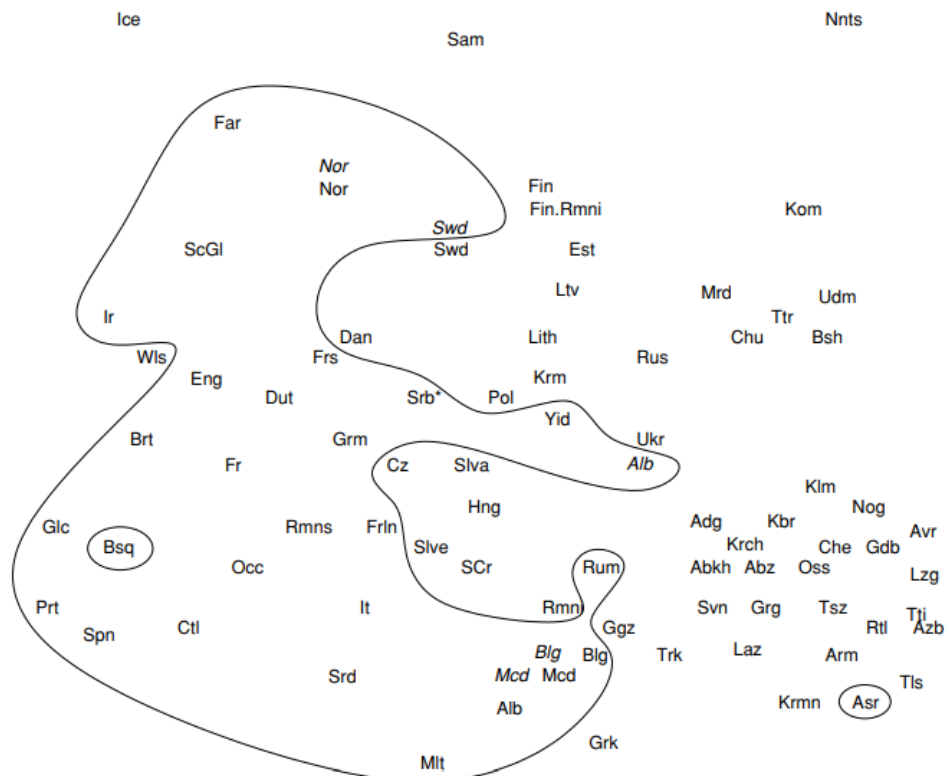 Ice
Nnts
Sam
Far
Nor
Nor
Fin
Fin.Rmni
Kom
Swd
Swd
ScGl
Est
Ltv
Mrd
Udm
Ir
Ttr
Dan
Lith
Chu
Bsh
Wls
Frs
Rus
Eng
Krm
Dut
Srb*
Pol
Yid
Brt
Grm
Ukr
Fr
Cz
Slva
Alb
Klm
Hng
Nog
Glc
Rmns
Frln
Adg
Kbr
Avr
Bsq
Slve
Krch
Che
Gdb
Occ
SCr
Rum
Abkh
Abz
Oss
Lzg
Prt
It
Rmni
Svn
Grg
Tsz
Tti
Spn
Ctl
Ggz
Rtl
Azb
Blg
Blg
Trk
Laz
Arm
Srd
Mcd
Mcd
Tls
Alb
Krmn
Asr
Grk
Mlt